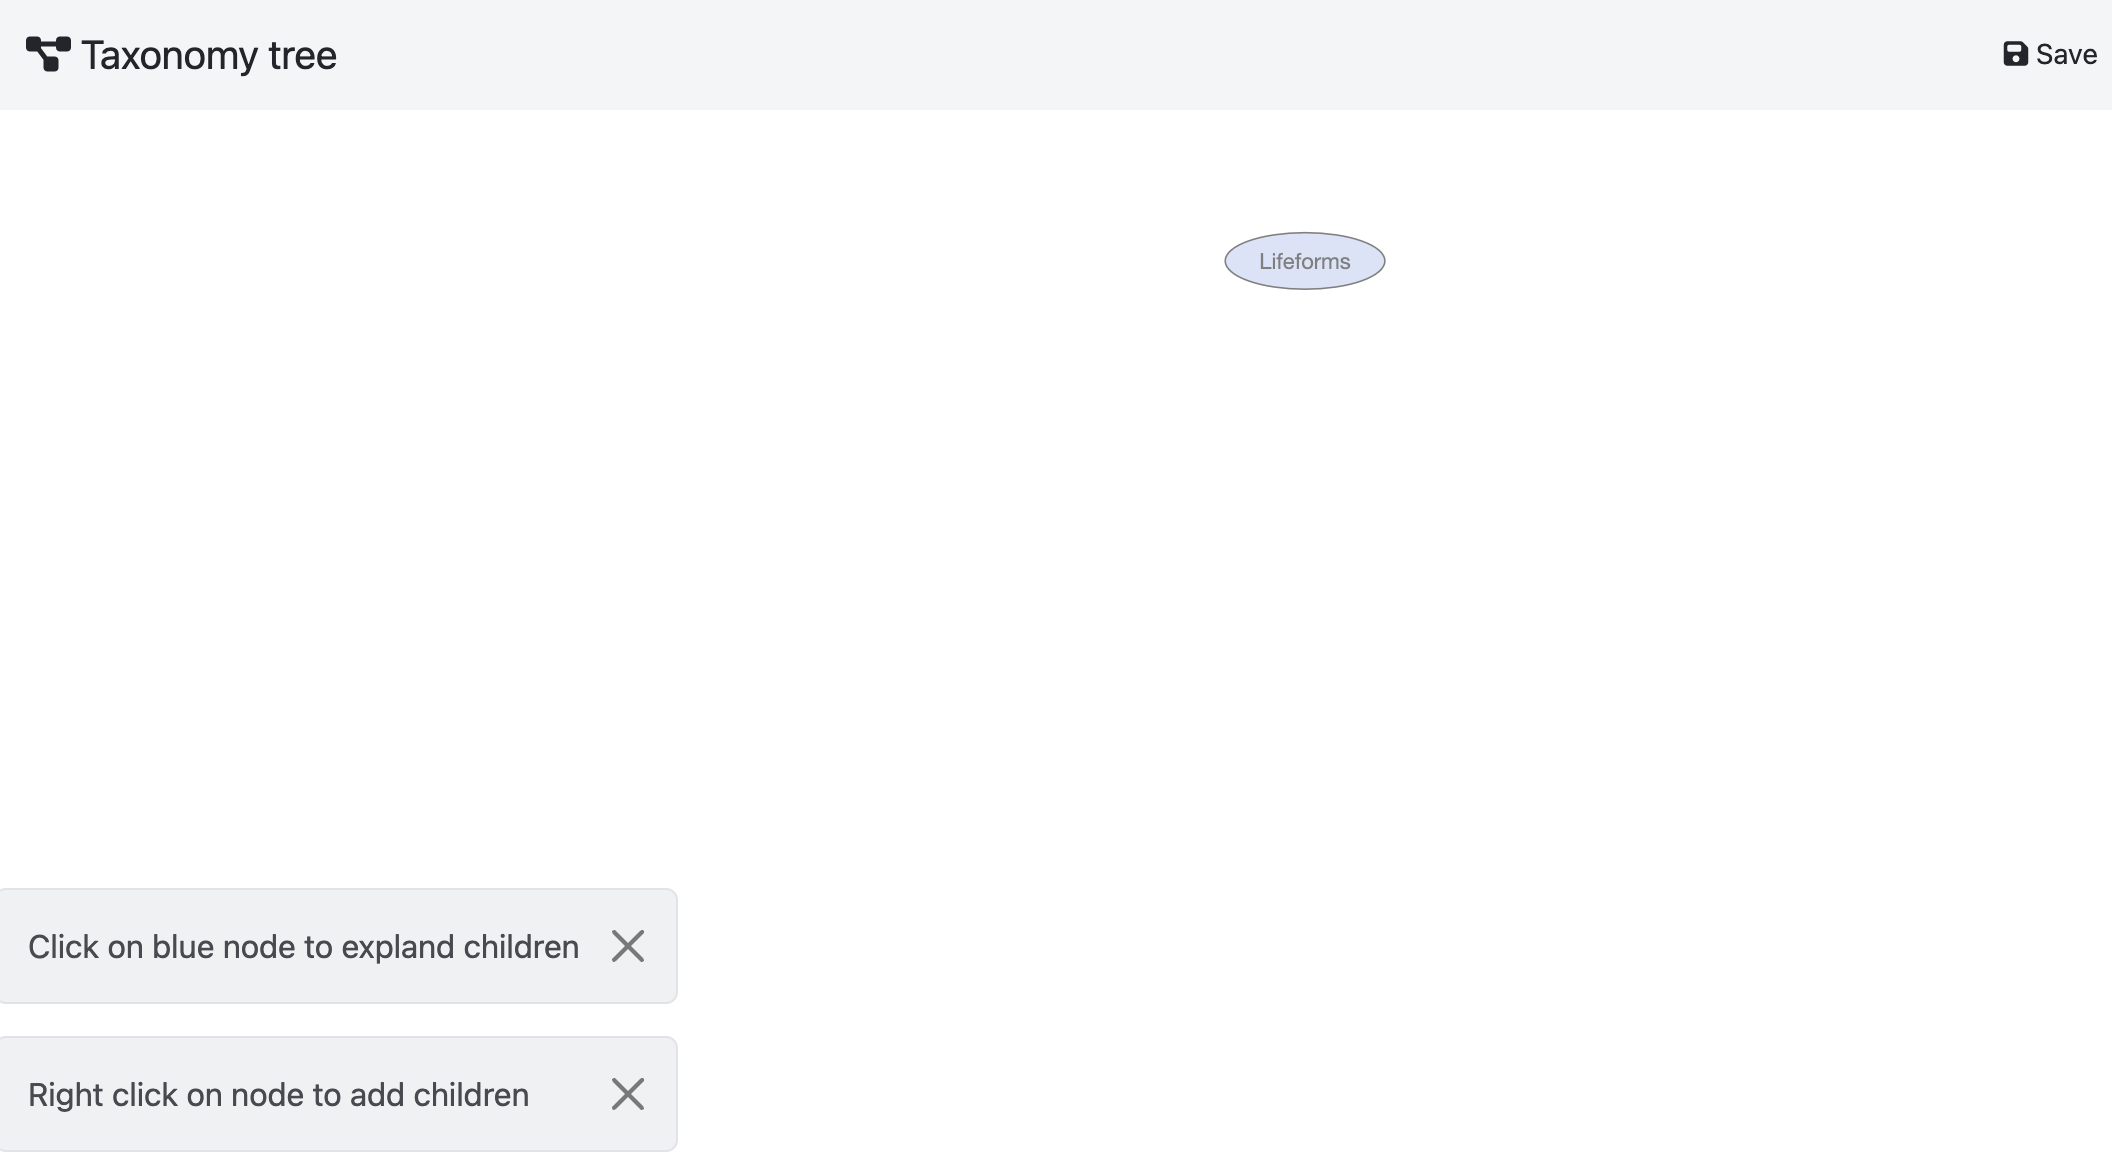 Taxonomy tree
Save
Lifeforms
Click on blue node to expland children
Right click on node to add children